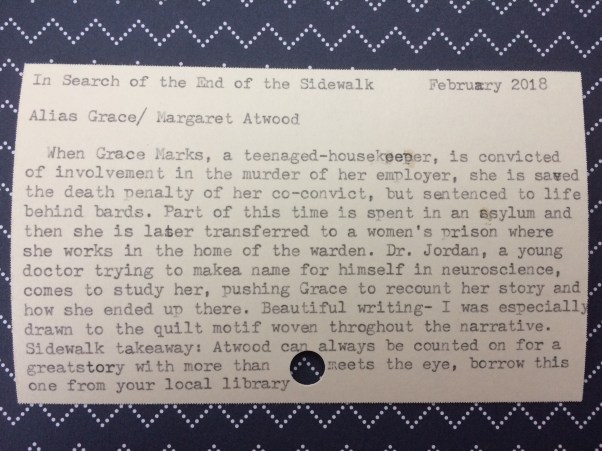 In Search of the End of the Sidewalk February 2018
Alias Grace/ Margaret Atwood
When Grace Marks, a teenaged-housekeeper, is convicted
of involvement in the murder of her employer, she is saved
the death penalty of her co-convict, but sentenced to life
behind bards. Part of this time is spent in an asylum and
then she is later transferred to a women's prison where
she works in the home of the warden. Dr. Jordan, a young
doctor trying to makea name for himself in neuroscience,
comes to study her, pushing Grace to recount her story and
how she ended up there. Beautiful writing- I was especially
drawn to the quilt motif woven throghout the narrative.
Sidewalk takeaway: Atwood can always be counted on for a
greatstory with more than meets the eye, borrow this
one from your local library